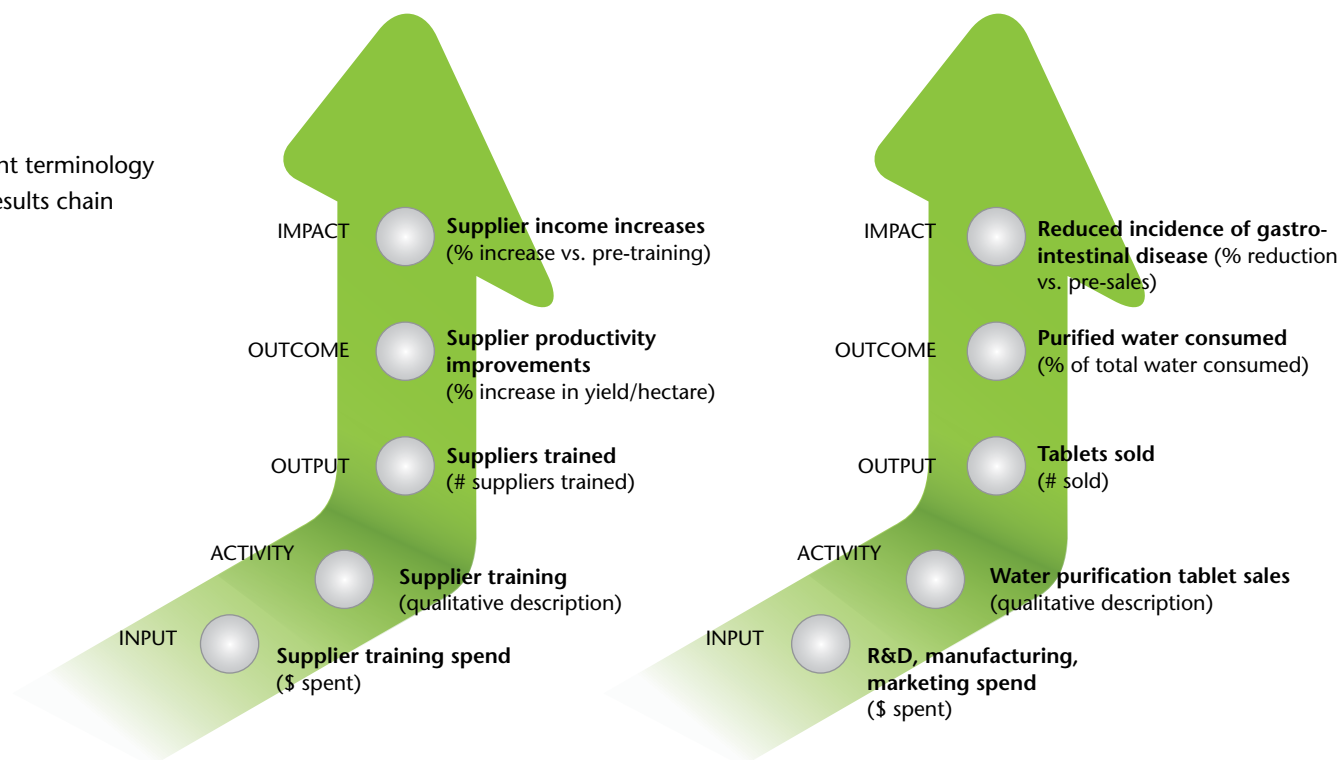 nt terminology
esults chain
IMPACT
Supplier income increases
(% increase vs. pre-training)
OUTCOME
Supplier productivity
improvements
(% increase in yield/hectare)
OUTPUT
Suppliers trained
(# suppliers trained)
ACTIVITY
Supplier training
(qualitative description)
INPUT
Supplier training spend
($ spent)
IMPACT
Reduced incidence of gastro-
intestinal disease (% reduction
vs. pre-sales)
OUTCOME
Purified water consumed
(% of total water consumed)
OUTPUT
Tablets sold
(# sold)
ACTIVITY
Water purification tablet sales
(qualitative description)
INPUT
R&D, manufacturing,
marketing spend
($ spent)